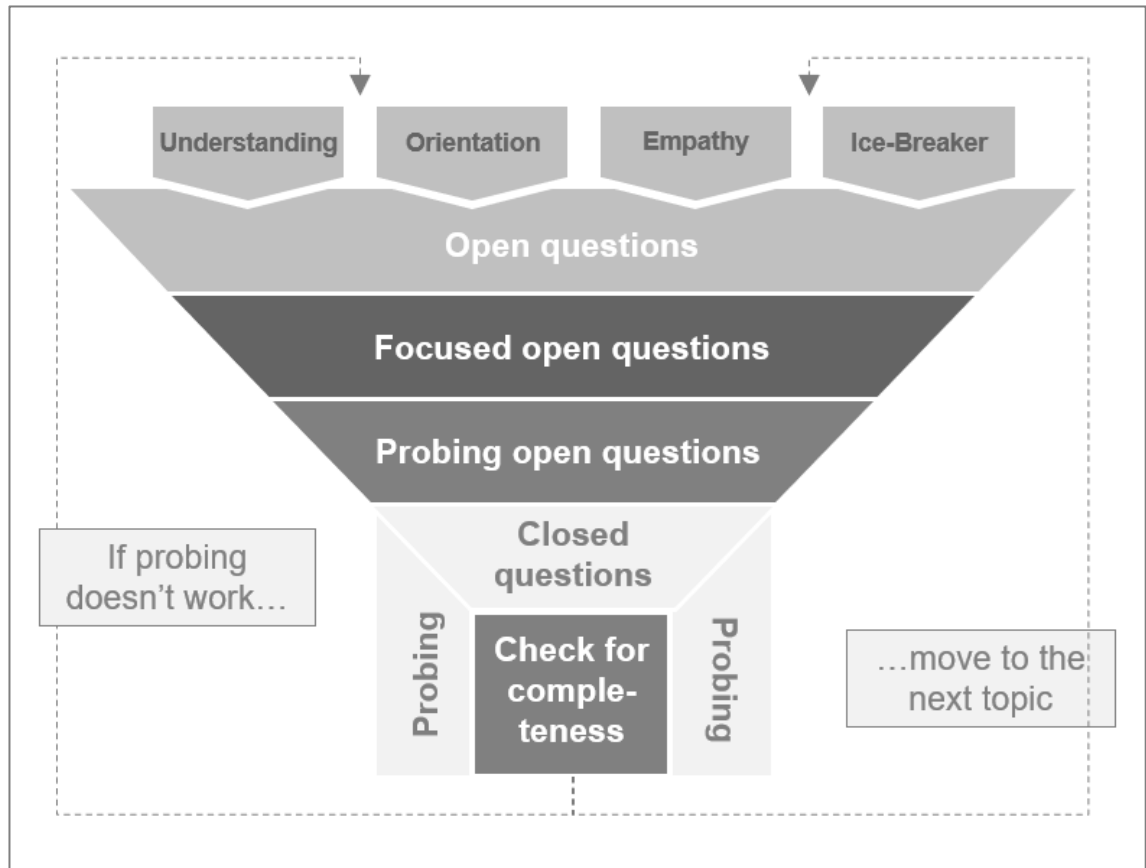 Understanding
Orientation
Empathy
Ice-Breaker
Open questions
Focused open questions
Probing open questions
Closed
questions
If probing
doesn’t work…
Probing
Check for
comple-
teness
Probing
…move to the
next topic